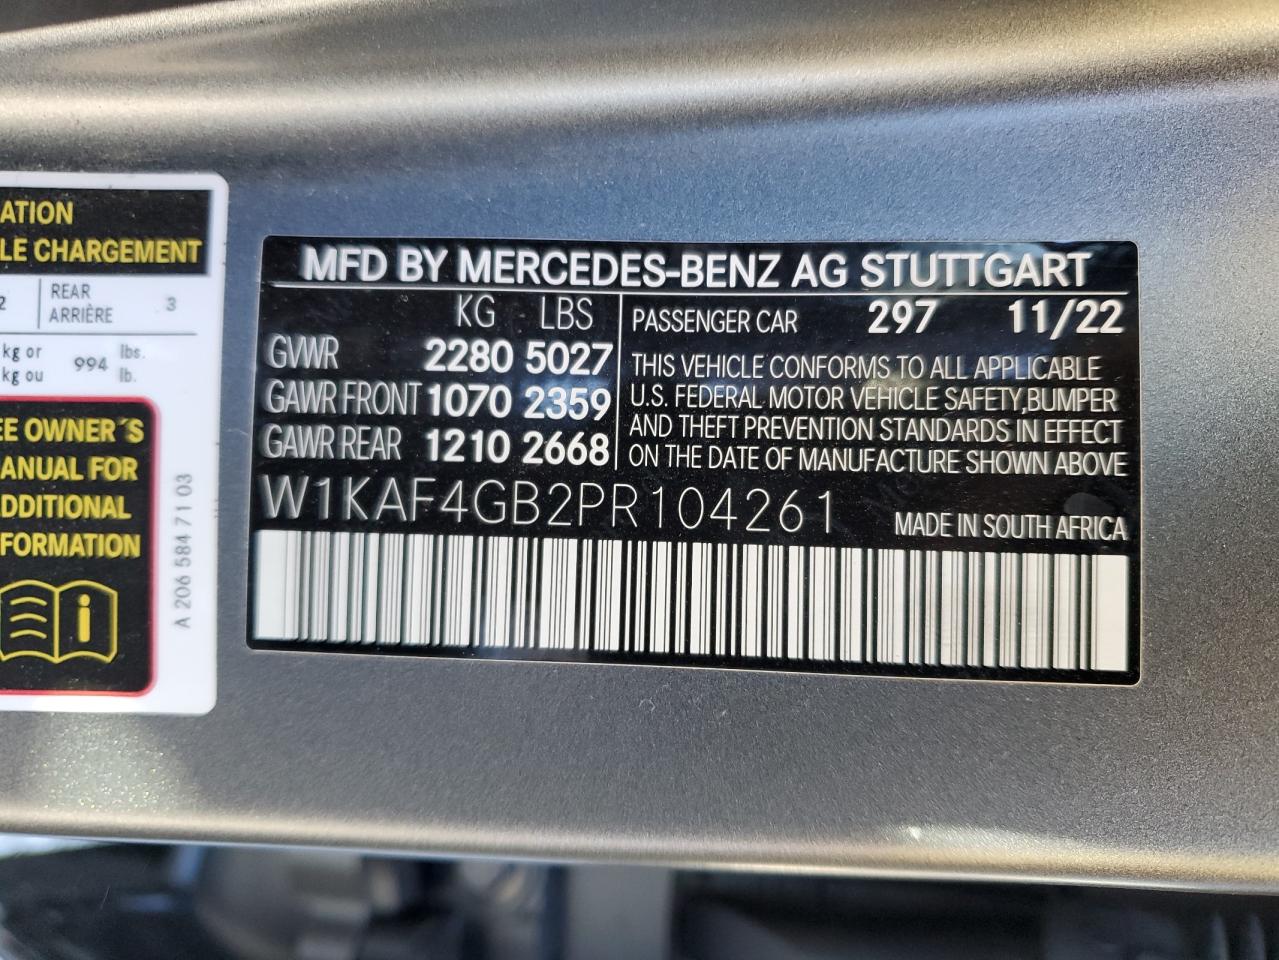 ATION
LE CHARGEMENT
2 REAR ARRIÈRE 3
kg or 994 lbs.
kg ou lb.
EE OWNER´S
ANUAL FOR
DDITIONAL
FORMATION
i
A 206 584 71 03
MFD BY MERCEDES-BENZ AG STUTTGART
KG LBS
GVWR 2280 5027
GAWR FRONT 1070 2359
GAWR REAR 1210 2668
PASSENGER CAR 297 11/22
THIS VEHICLE CONFORMS TO ALL APPLICABLE
U.S. FEDERAL MOTOR VEHICLE SAFETY,BUMPER
AND THEFT PREVENTION STANDARDS IN EFFECT
ON THE DATE OF MANUFACTURE SHOWN ABOVE
W1KAF4GB2PR104261
MADE IN SOUTH AFRICA